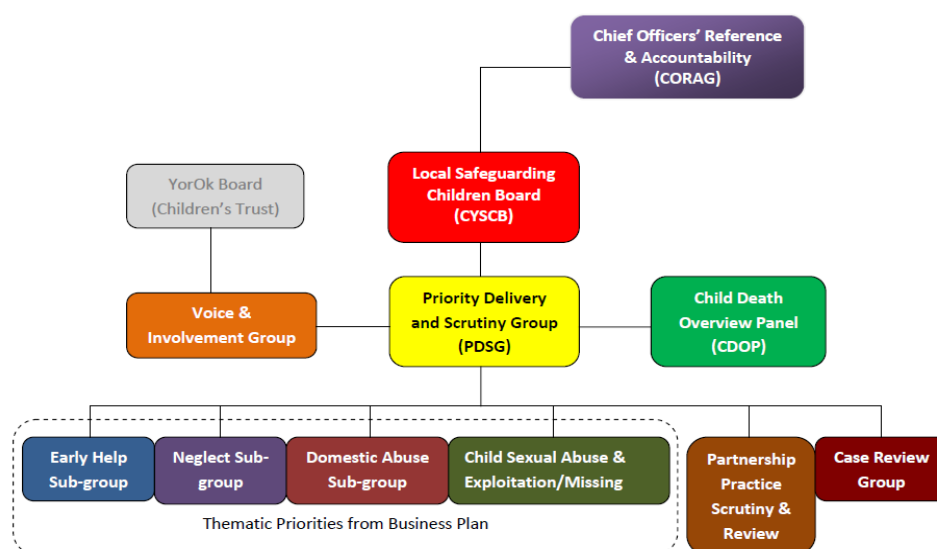 Chief Officers’ Reference
& Accountability
(CORAG)
Local Safeguarding
Children Board
(CYSCB)
YorOk Board
(Children’s Trust)
Voice &
Involvement Group
Priority Delivery
and Scrutiny Group
(PDSG)
Child Death
Overview Panel
(CDOP)
Early Help
Sub-group
Neglect Sub-
group
Domestic Abuse
Sub-group
Child Sexual Abuse &
Exploitation/Missing
Partnership
Practice
Scrutiny &
Review
Case Review
Group
Thematic Priorities from Business Plan